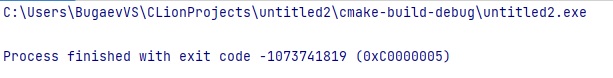 C:\Users\BugaevVS\CLionProjects\untitled2\cmake-build-debug\untitled2.exe
Process finished with exit code -1073741819 (0xC0000005)